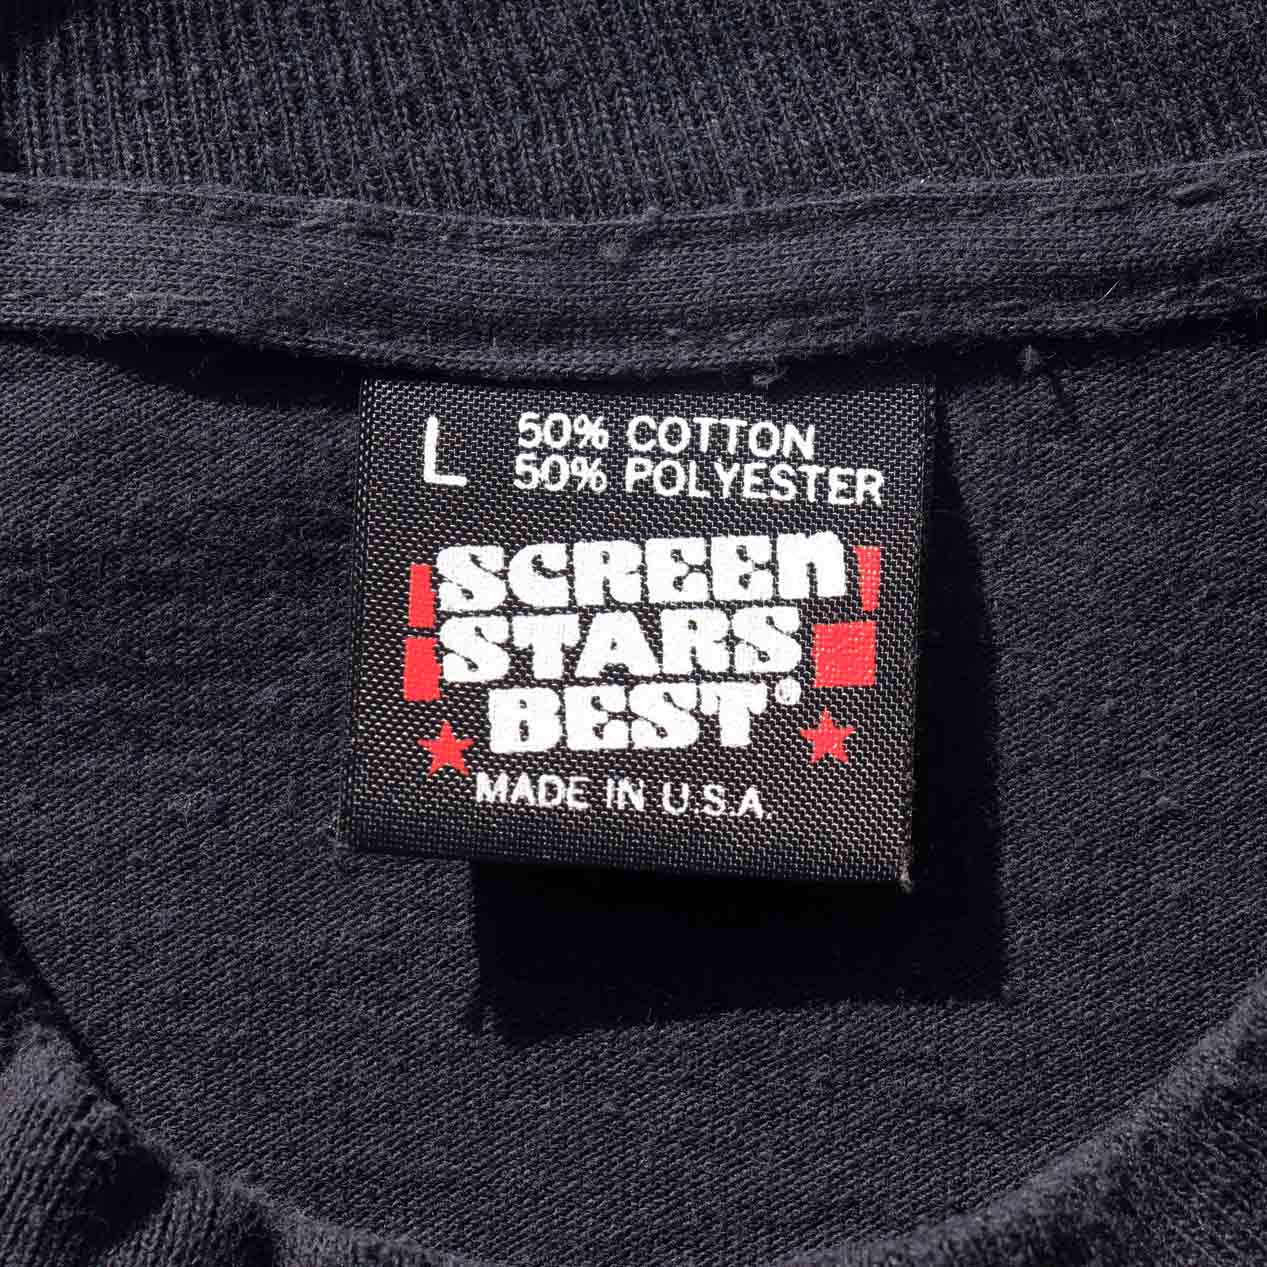 L 50% COTTON
50% POLYESTER
SCREEN
STARS
BEST®
MADE IN U.S.A.